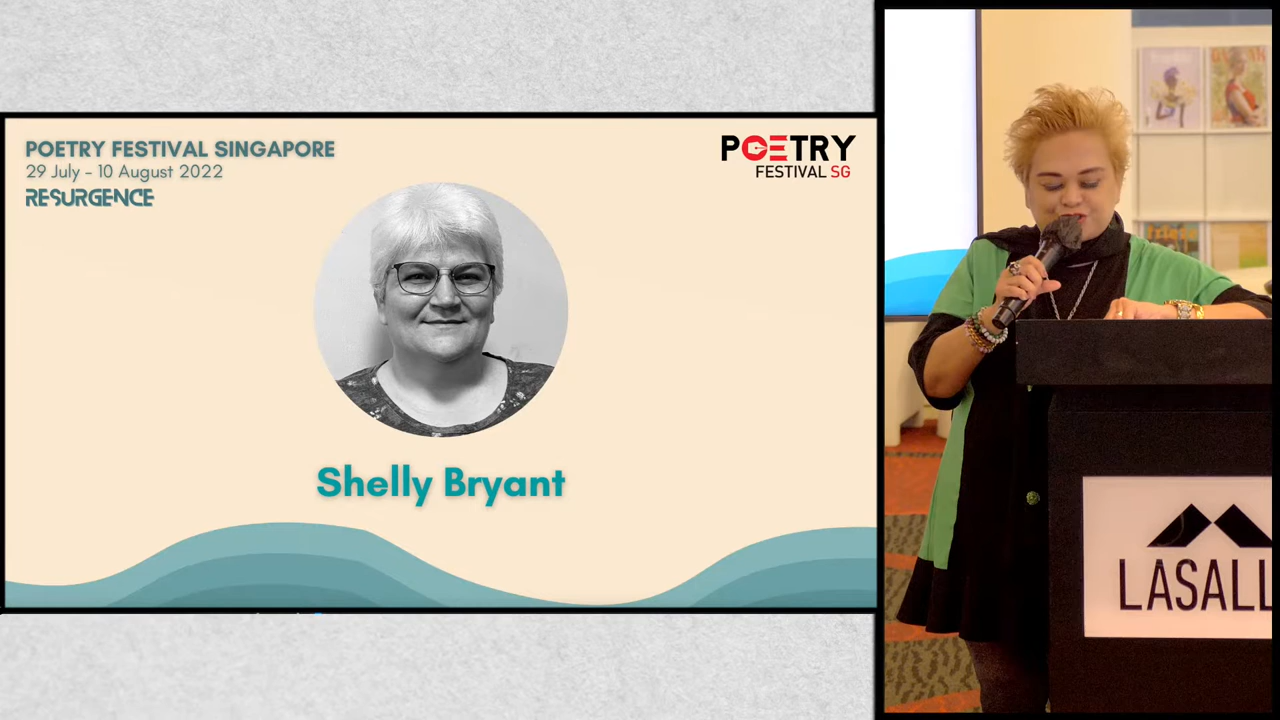 POETRY FESTIVAL SINGAPORE
29 July - 10 August 2022
RESURGENCE
POETRY
FESTIVAL SG
Shelly Bryant
LASALL